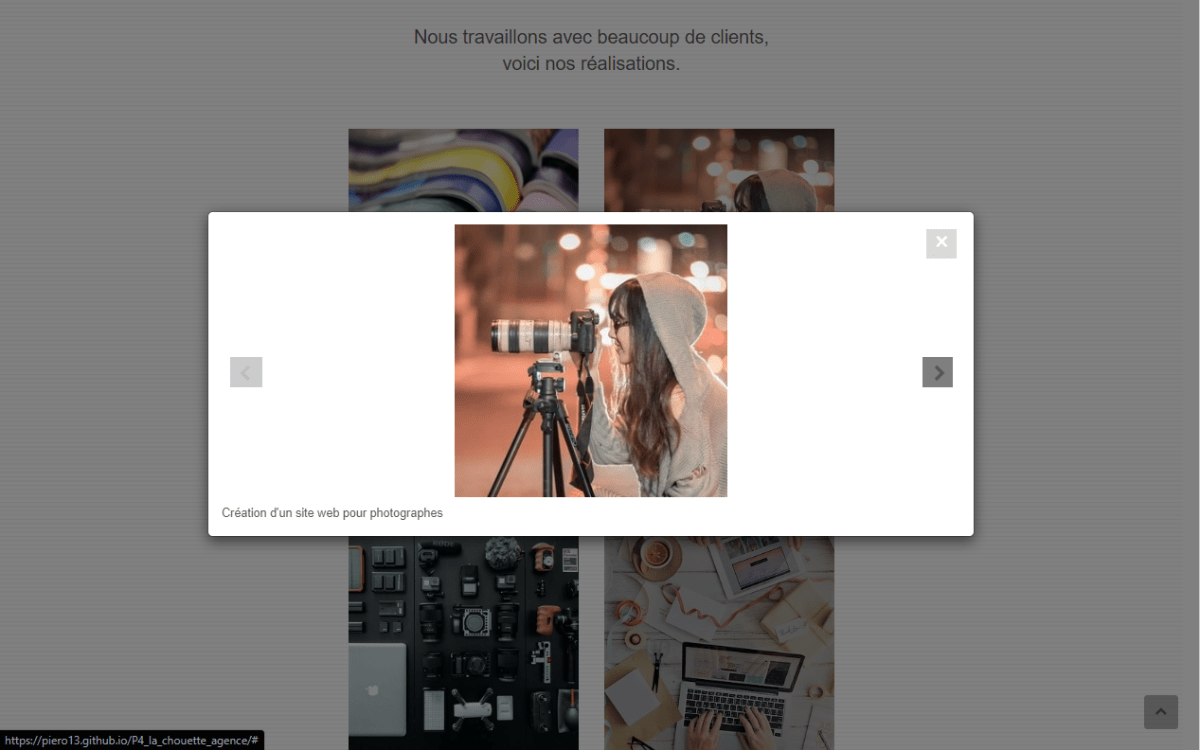 Nous travaillons avec beaucoup de clients,
voici nos réalisations.
Création d'un site web pour photographes
https://piero13.github.io/P4_la_chouette_agence/#